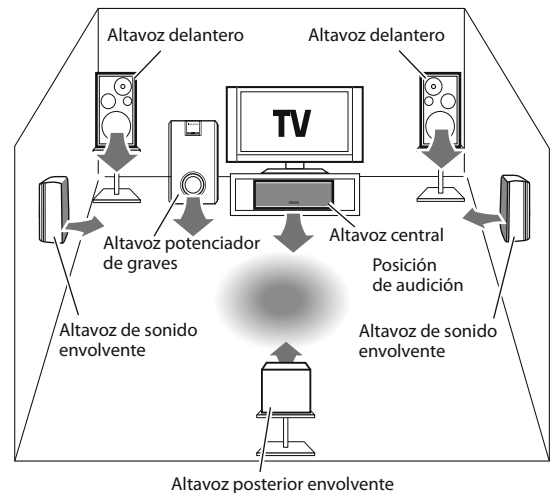 Altavoz delantero
Altavoz delantero
TV
Altavoz potenciador
de graves
Altavoz central
Posición
de audición
Altavoz de sonido
envolvente
Altavoz de sonido
envolvente
Altavoz posterior envolvente